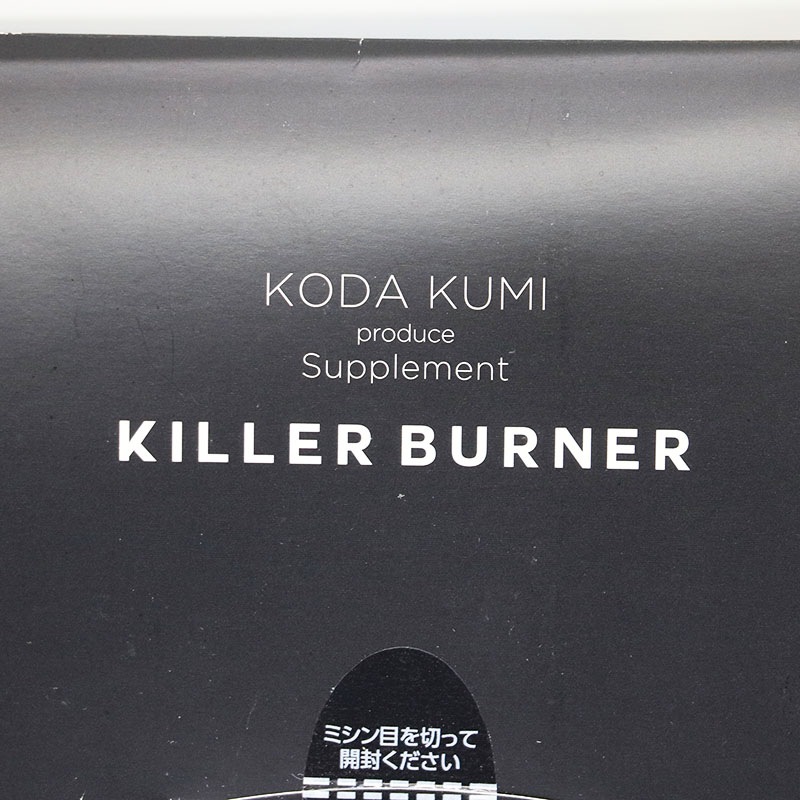 KODA KUMI
produce
Supplement
KILLER BURNER
ミシン目を切って
開封ください